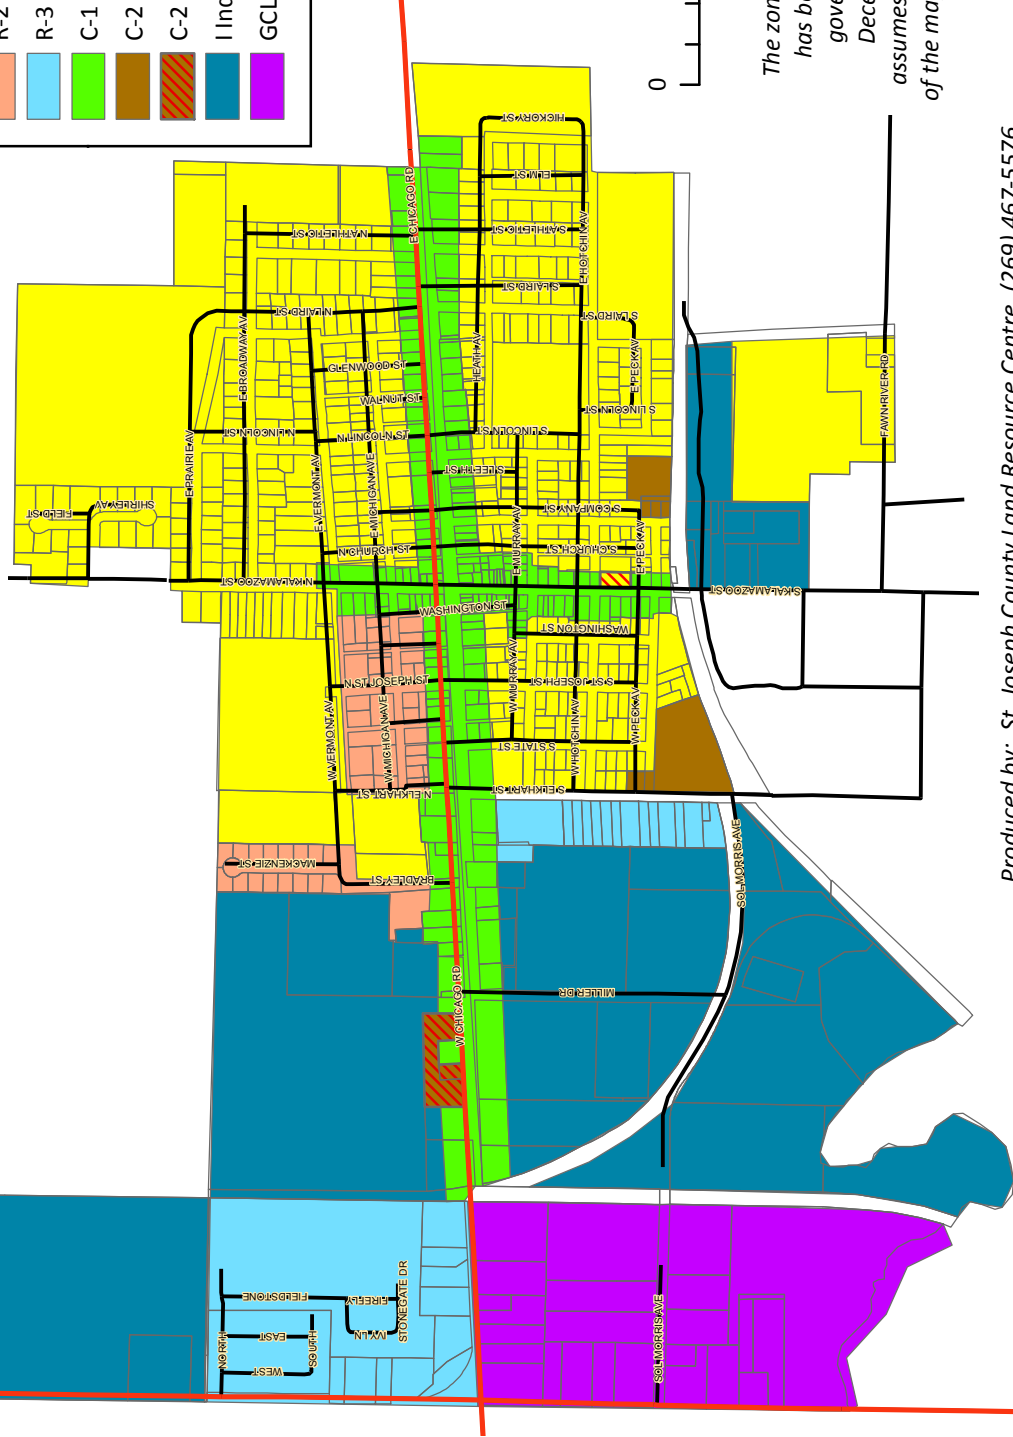 R-2
R-3
C-1
C-2
C-2
I Ind
GCL
0
The zon
has be
gove
Dece
assumes
of the ma
Produced by: St. Joseph County Land Resource Centre (269) 467-5576
HICKORY ST
ELM ST
E CHICAGO RD
N ATHLETIC ST
S ATHLETIC ST
E HOTCHIN AV
S LAIRD ST
N LAIRD ST
S LAIRD ST
E BROADWAY AV
GLENWOOD ST
HEATH AV
E PECK AV
WALNUT ST
FAWN RIVER RD
S LINCOLN ST
N LINCOLN ST
N LINCOLN ST
S LINCOLN ST
E PRAIRIE AV
E VERMONT AV
E MICHIGAN AVE
S LEETH ST
SHIRLEY AV
FIELD ST
S COMPANY ST
E MURRAY AV
E PECK AV
N CHURCH ST
S CHURCH ST
N KALAMAZOO ST
S KALAMAZOO ST
WASHINGTON ST
WASHINGTON ST
W MURRAY AV
N ST JOSEPH ST
S ST JOSEPH ST
W VERMONT AV
W MICHIGAN AVE
W HOTCHIN AV
W PECK AV
S STATE ST
N ELKHART ST
S ELKHART ST
MACKENZIE ST
BRADLEY ST
SOL MORRIS AVE
W CHICAGO RD
MILLER DR
FIELDSTONE
FIREFLY
STONEGATE DR
IVY LN
NORTH
EAST
SOUTH
WEST
SOL MORRIS AVE